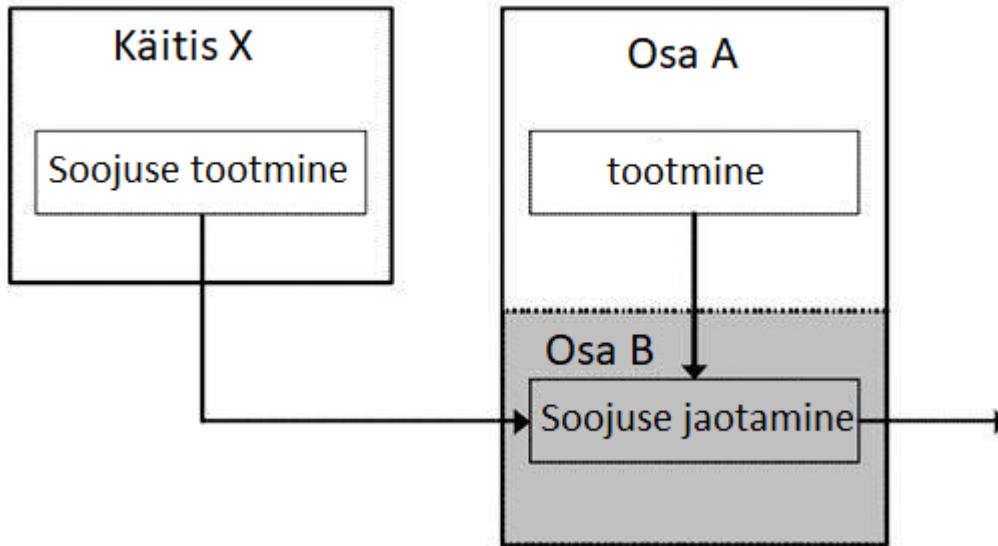 Käitis X
Soojuse tootmine
Osa A
tootmine
Osa B
Soojuse jaotamine